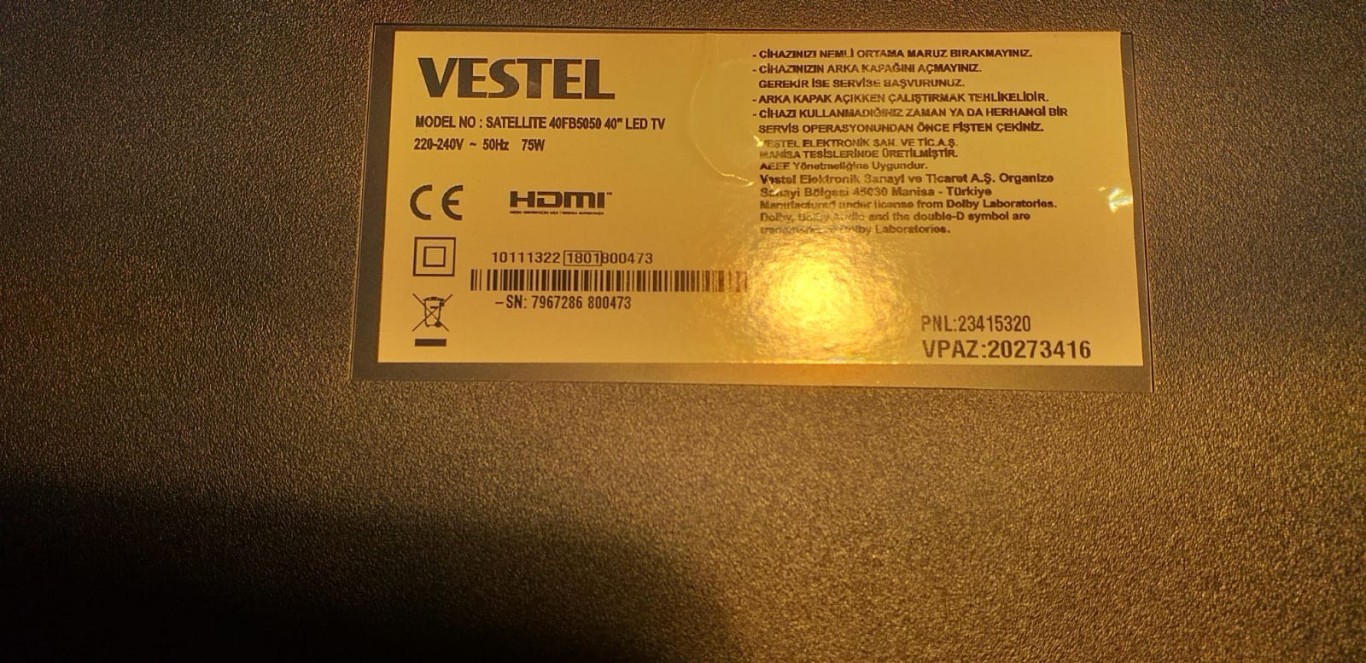 VESTEL
MODEL NO : SATELLITE 40FB5050 40" LED TV
220-240V ~ 50Hz 75W
CE HDMI
10111322 1801 800473
-SN: 7967286 800473
- CİHAZINIZI NEMLİ ORTAMA MARUZ BIRAKMAYINIZ.
- CİHAZINIZIN ARKA KAPAĞINI AÇMAYINIZ.
GEREKİR İSE SERVİSE BAŞVURUNUZ.
- ARKA KAPAK AÇIKKEN ÇALIŞTIRMAK TEHLİKELİDİR.
- CİHAZI KULLANMADIĞINIZ ZAMAN YA DA HERHANGİ BİR
SERVİS OPERASYONUNDAN ÖNCE FİŞTEN ÇEKİNİZ.
VESTEL ELEKTRONİK SAN. VE TİC.A.Ş.
MANİSA TESİSLERİNDE ÜRETİLMİŞTİR.
AEEE Yönetmeliğine Uygundur.
Vestel Elektronik Sanayi ve Ticaret A.Ş. Organize
Sanayi Bölgesi 45030 Manisa - Türkiye
Manufactured under license from Dolby Laboratories.
Dolby, Dolby Audio and the double-D symbol are
trademarks of Dolby Laboratories.
PNL:23415320
VPAZ:20273416